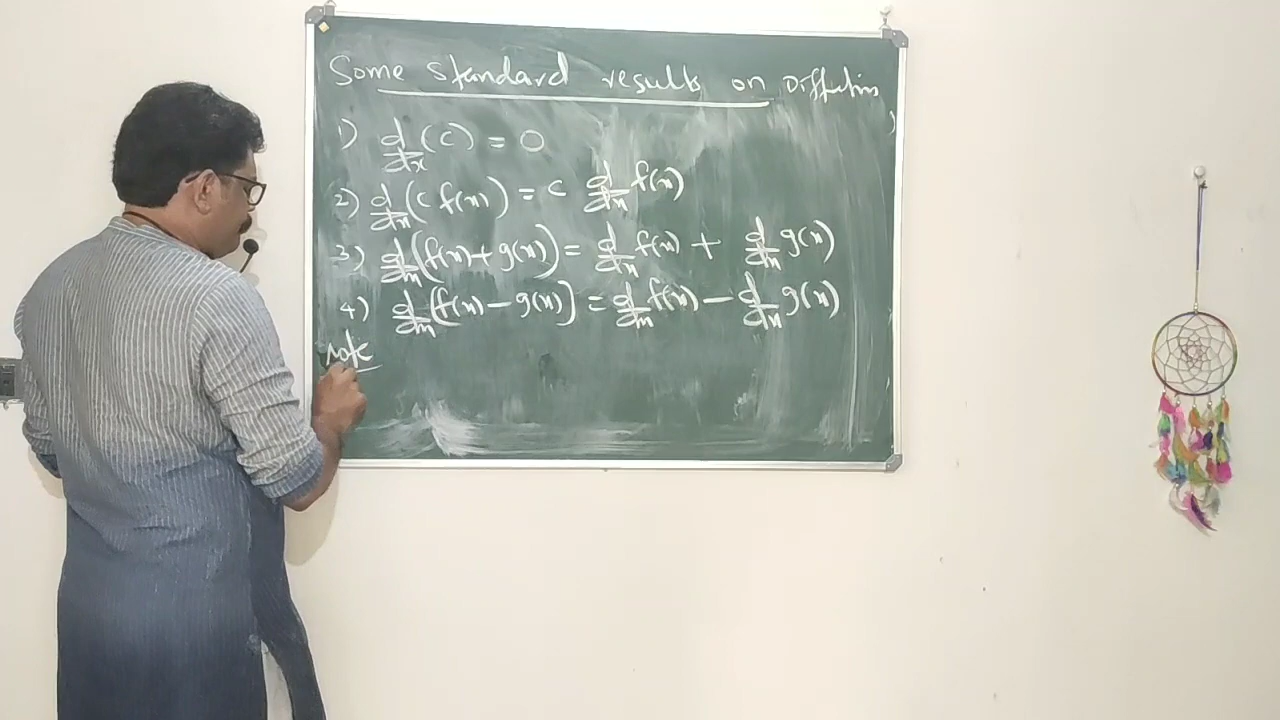 Some standard results on
1) d/dx (c) = 0
2) d/dx (c f(x)) = c d/dx f(x)
3) d/dx (f(x) + g(x)) = d/dx f(x) + d/dx g(x)
4) d/dx (f(x) - g(x)) = d/dx f(x) - d/dx g(x)
Note